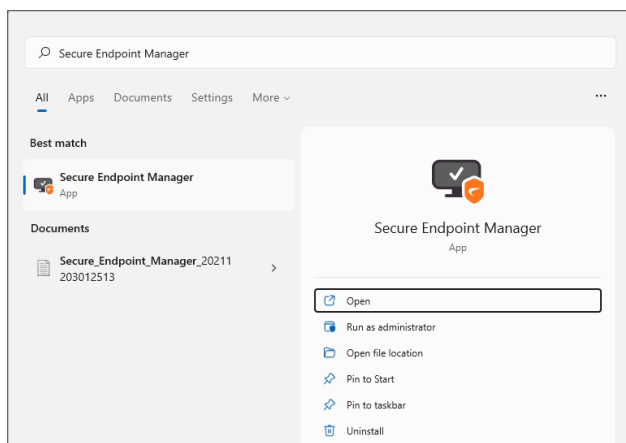 Secure Endpoint Manager
All Apps Documents Settings More
Best match
Secure Endpoint Manager
App
Documents
Secure_Endpoint_Manager_20211
203012513
Secure Endpoint Manager
App
Open
Run as administrator
Open file location
Pin to Start
Pin to taskbar
Uninstall